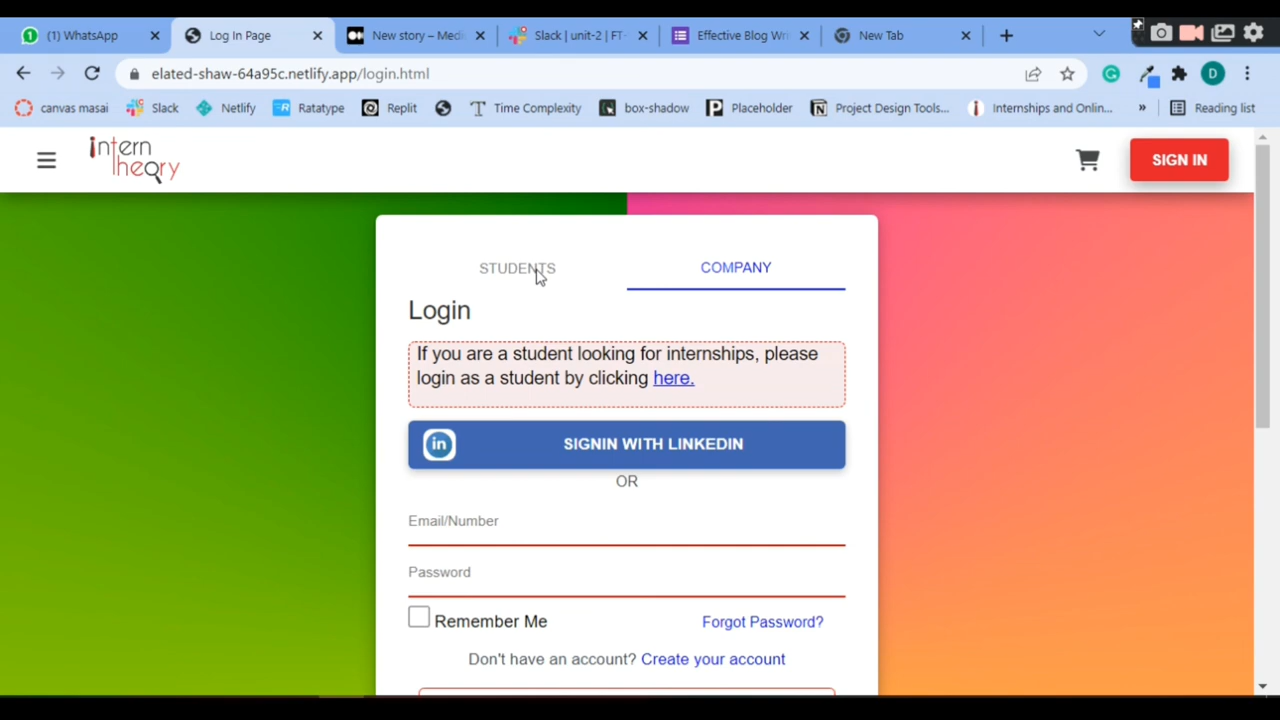 (1) WhatsApp
Log In Page
New story – Medi
Slack | unit-2 | FT-
Effective Blog Wri
New Tab
elated-shaw-64a95c.netlify.app/login.html
D
canvas masai
Slack
Netlify
Ratatype
Replit
Time Complexity
box-shadow
Placeholder
Project Design Tools...
Internships and Onlin...
»
Reading list
intern
theory
SIGN IN
STUDENTS
COMPANY
Login
If you are a student looking for internships, please
login as a student by clicking here.
in
SIGNIN WITH LINKEDIN
OR
Email/Number
Password
Remember Me
Forgot Password?
Don't have an account? Create your account